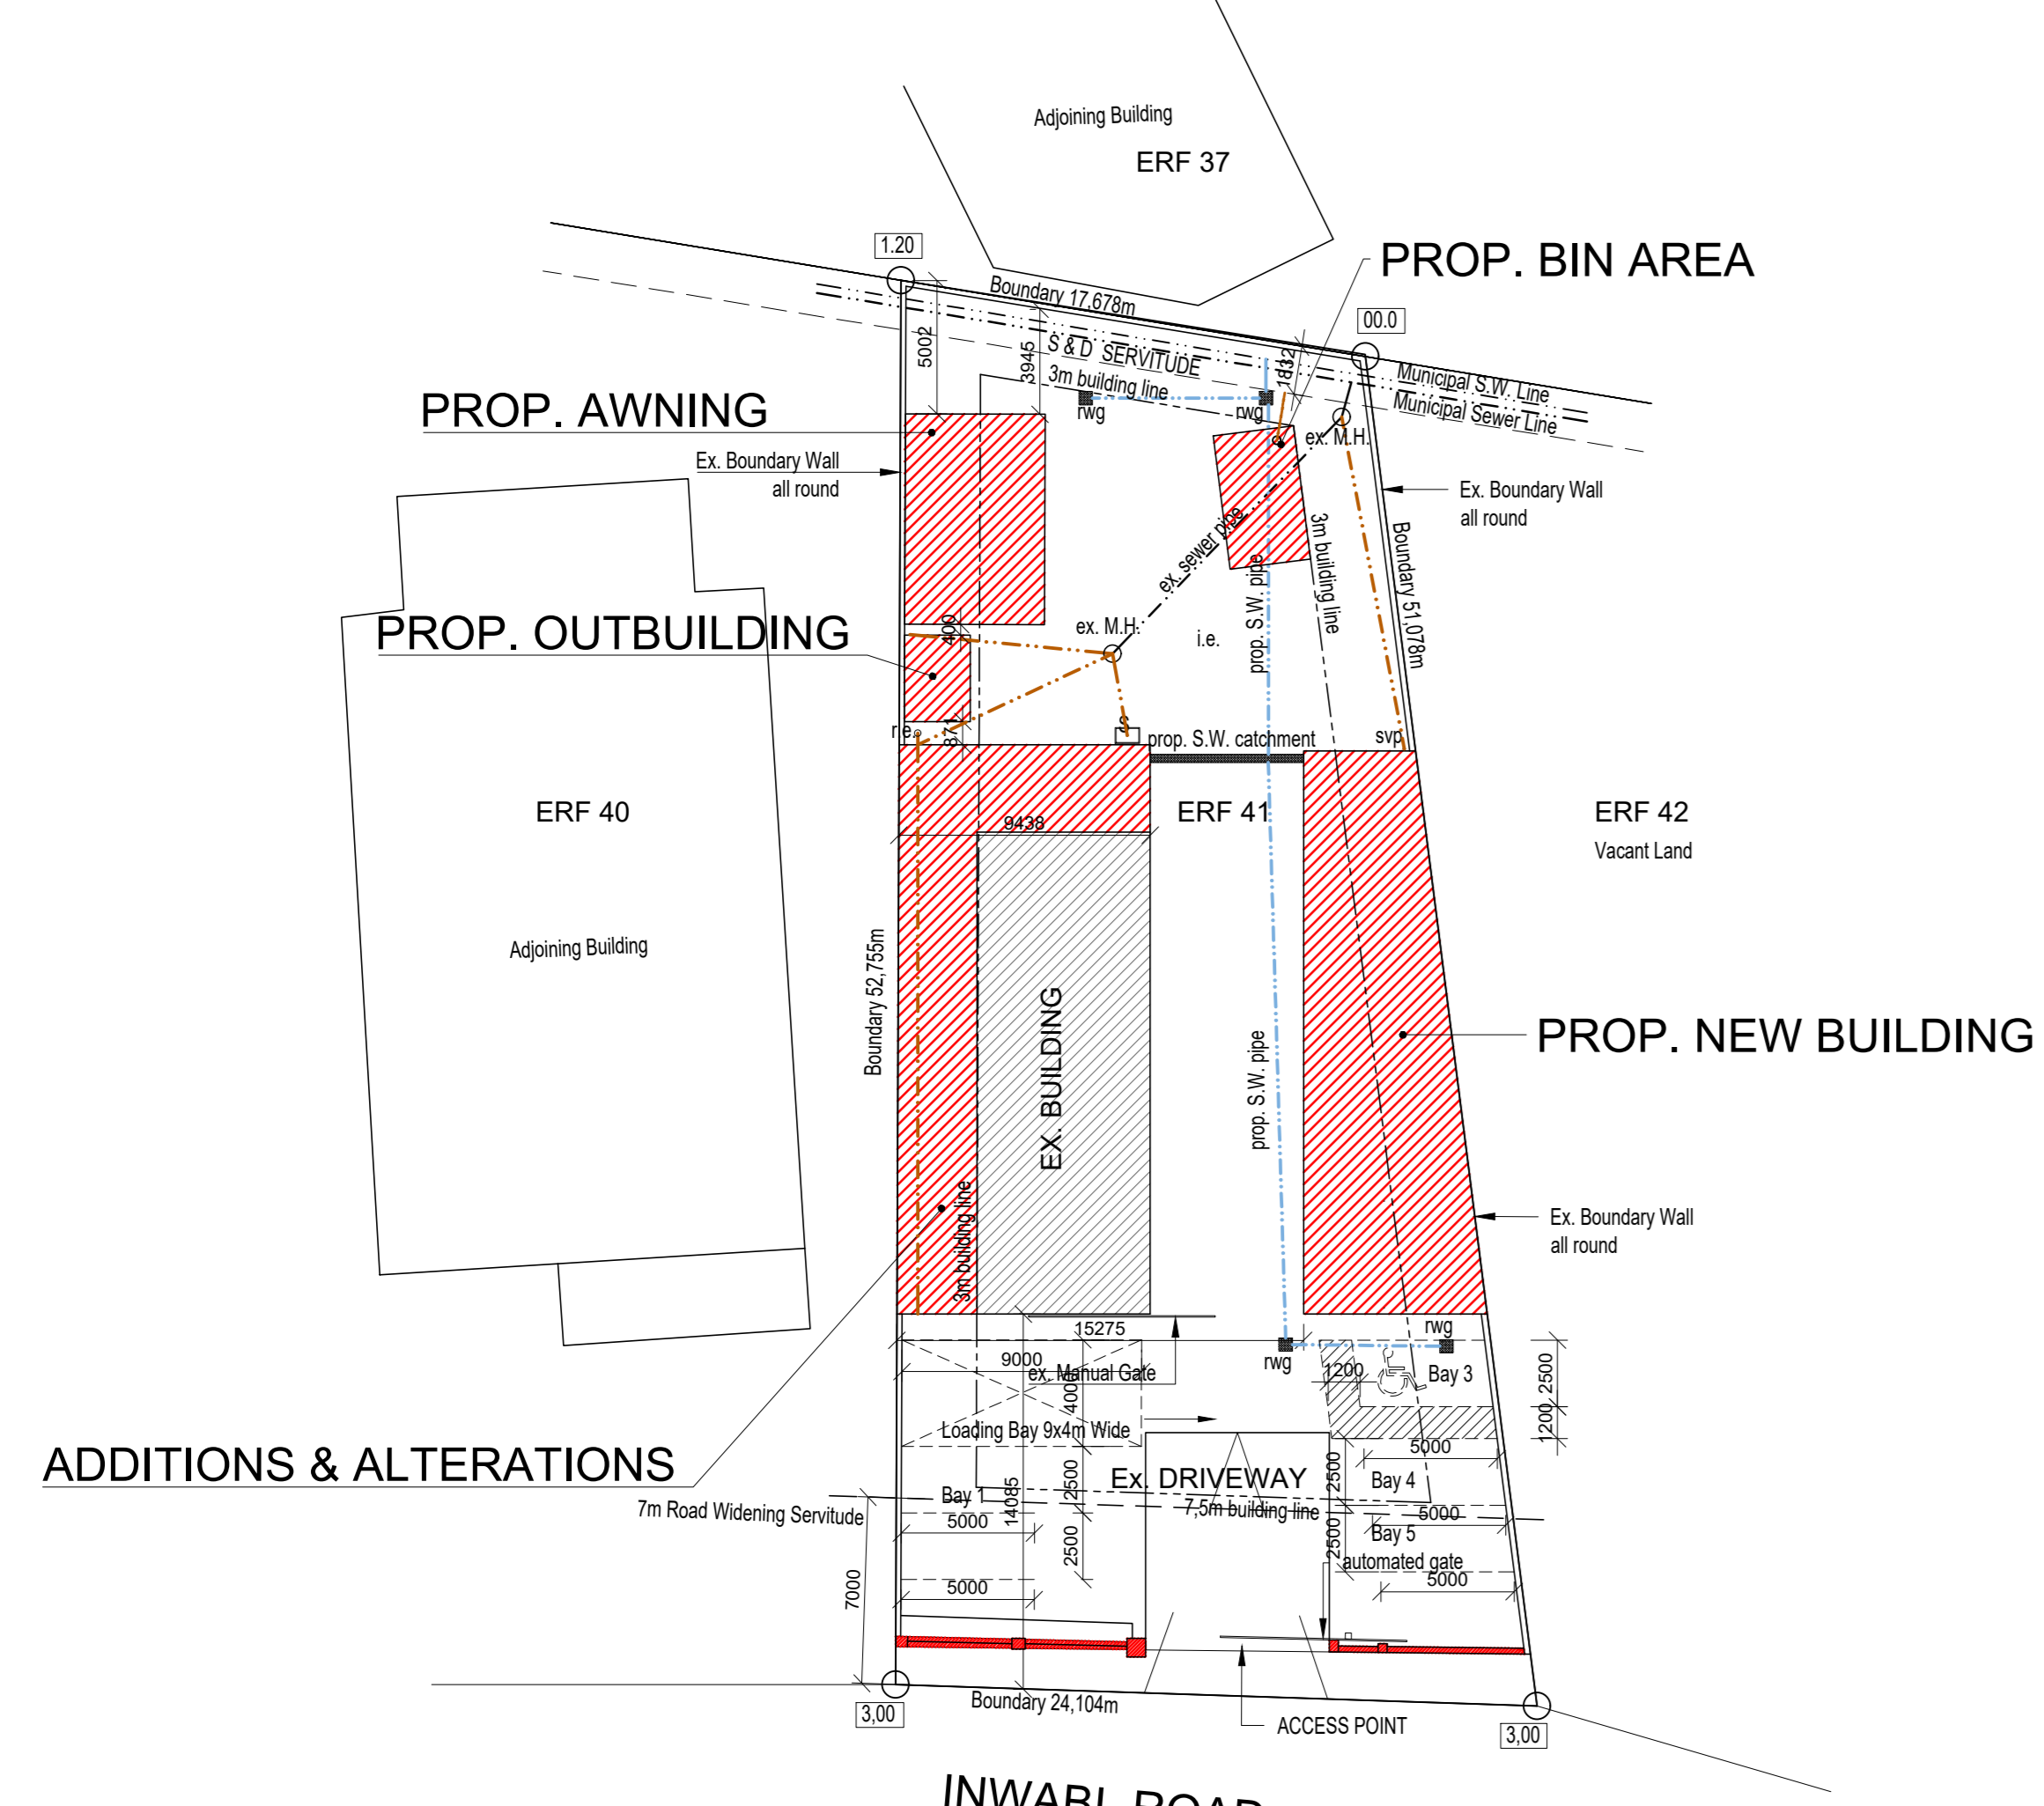 Adjoining Building
ERF 37
1.20
PROP. BIN AREA
Boundary 17,678m
00.0
5002
3945
S & D SERVITUDE
1832
3m building line
Municipal S.W. Line
Municipal Sewer Line
PROP. AWNING
rwg
rwg
ex. M.H.
Ex. Boundary Wall
all round
Ex. Boundary Wall
all round
ex. sewer pipe
3m building line
Boundary 51,078m
prop. S.W. pipe
PROP. OUTBUILDING
400
ex. M.H.
i.e.
r.e.
871
S
prop. S.W. catchment
svp
ERF 40
9438
ERF 41
ERF 42
Vacant Land
Adjoining Building
Boundary 52,755m
EX. BUILDING
prop. S.W. pipe
PROP. NEW BUILDING
3m building line
Ex. Boundary Wall
all round
15275
rwg
rwg
9000
ex. Manual Gate
4000
1200
Bay 3
2500
1200
Loading Bay 9x4m Wide
ADDITIONS & ALTERATIONS
5000
Ex. DRIVEWAY
Bay 4
2500
2500
Bay 1
14085
7m Road Widening Servitude
7,5m building line
5000
5000
Bay 5
2500
2500
automated gate
7000
5000
5000
Boundary 24,104m
3,00
ACCESS POINT
3,00